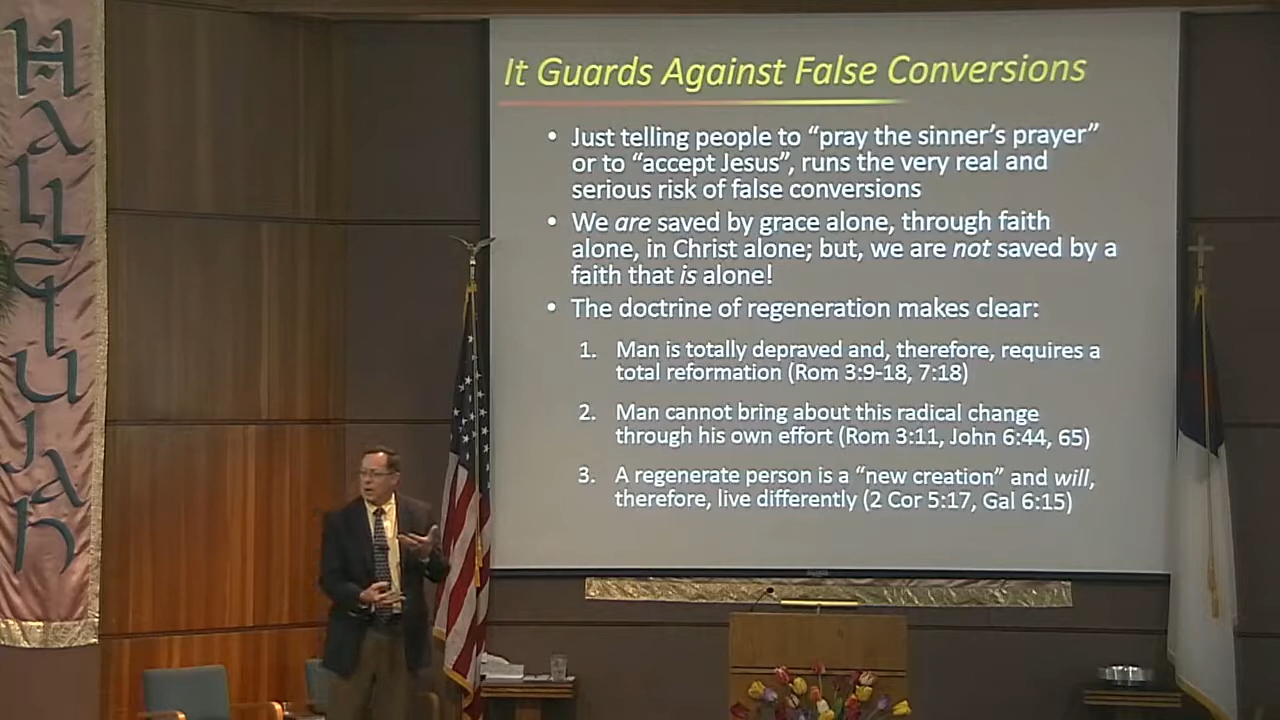 Hallelujah
It Guards Against False Conversions
• Just telling people to “pray the sinner’s prayer”
or to “accept Jesus”, runs the very real and
serious risk of false conversions
• We are saved by grace alone, through faith
alone, in Christ alone; but, we are not saved by a
faith that is alone!
• The doctrine of regeneration makes clear:
1. Man is totally depraved and, therefore, requires a
total reformation (Rom 3:9-18, 7:18)
2. Man cannot bring about this radical change
through his own effort (Rom 3:11, John 6:44, 65)
3. A regenerate person is a “new creation” and will,
therefore, live differently (2 Cor 5:17, Gal 6:15)